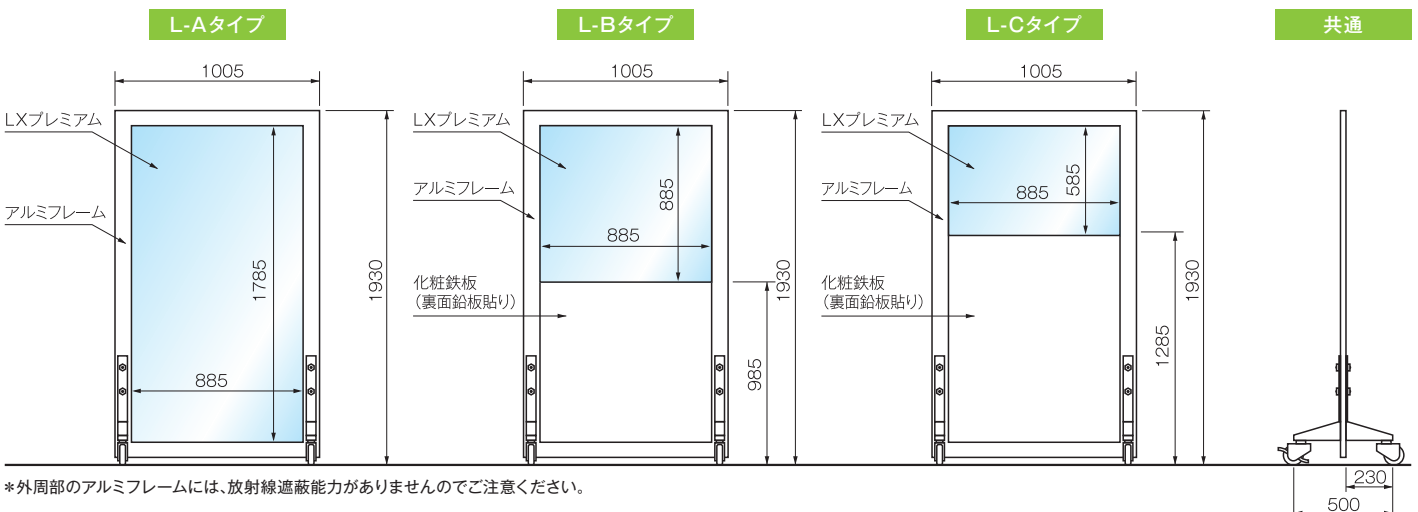 L-Aタイプ
1005
LXプレミアム
アルミフレーム
1785
885
1930
L-Bタイプ
1005
LXプレミアム
アルミフレーム
885
885
化粧鉄板
（裏面鉛板貼り）
1930
985
L-Cタイプ
1005
LXプレミアム
アルミフレーム
585
885
化粧鉄板
（裏面鉛板貼り）
1930
1285
共通
230
500
*外周部のアルミフレームには、放射線遮蔽能力がありませんのでご注意ください。